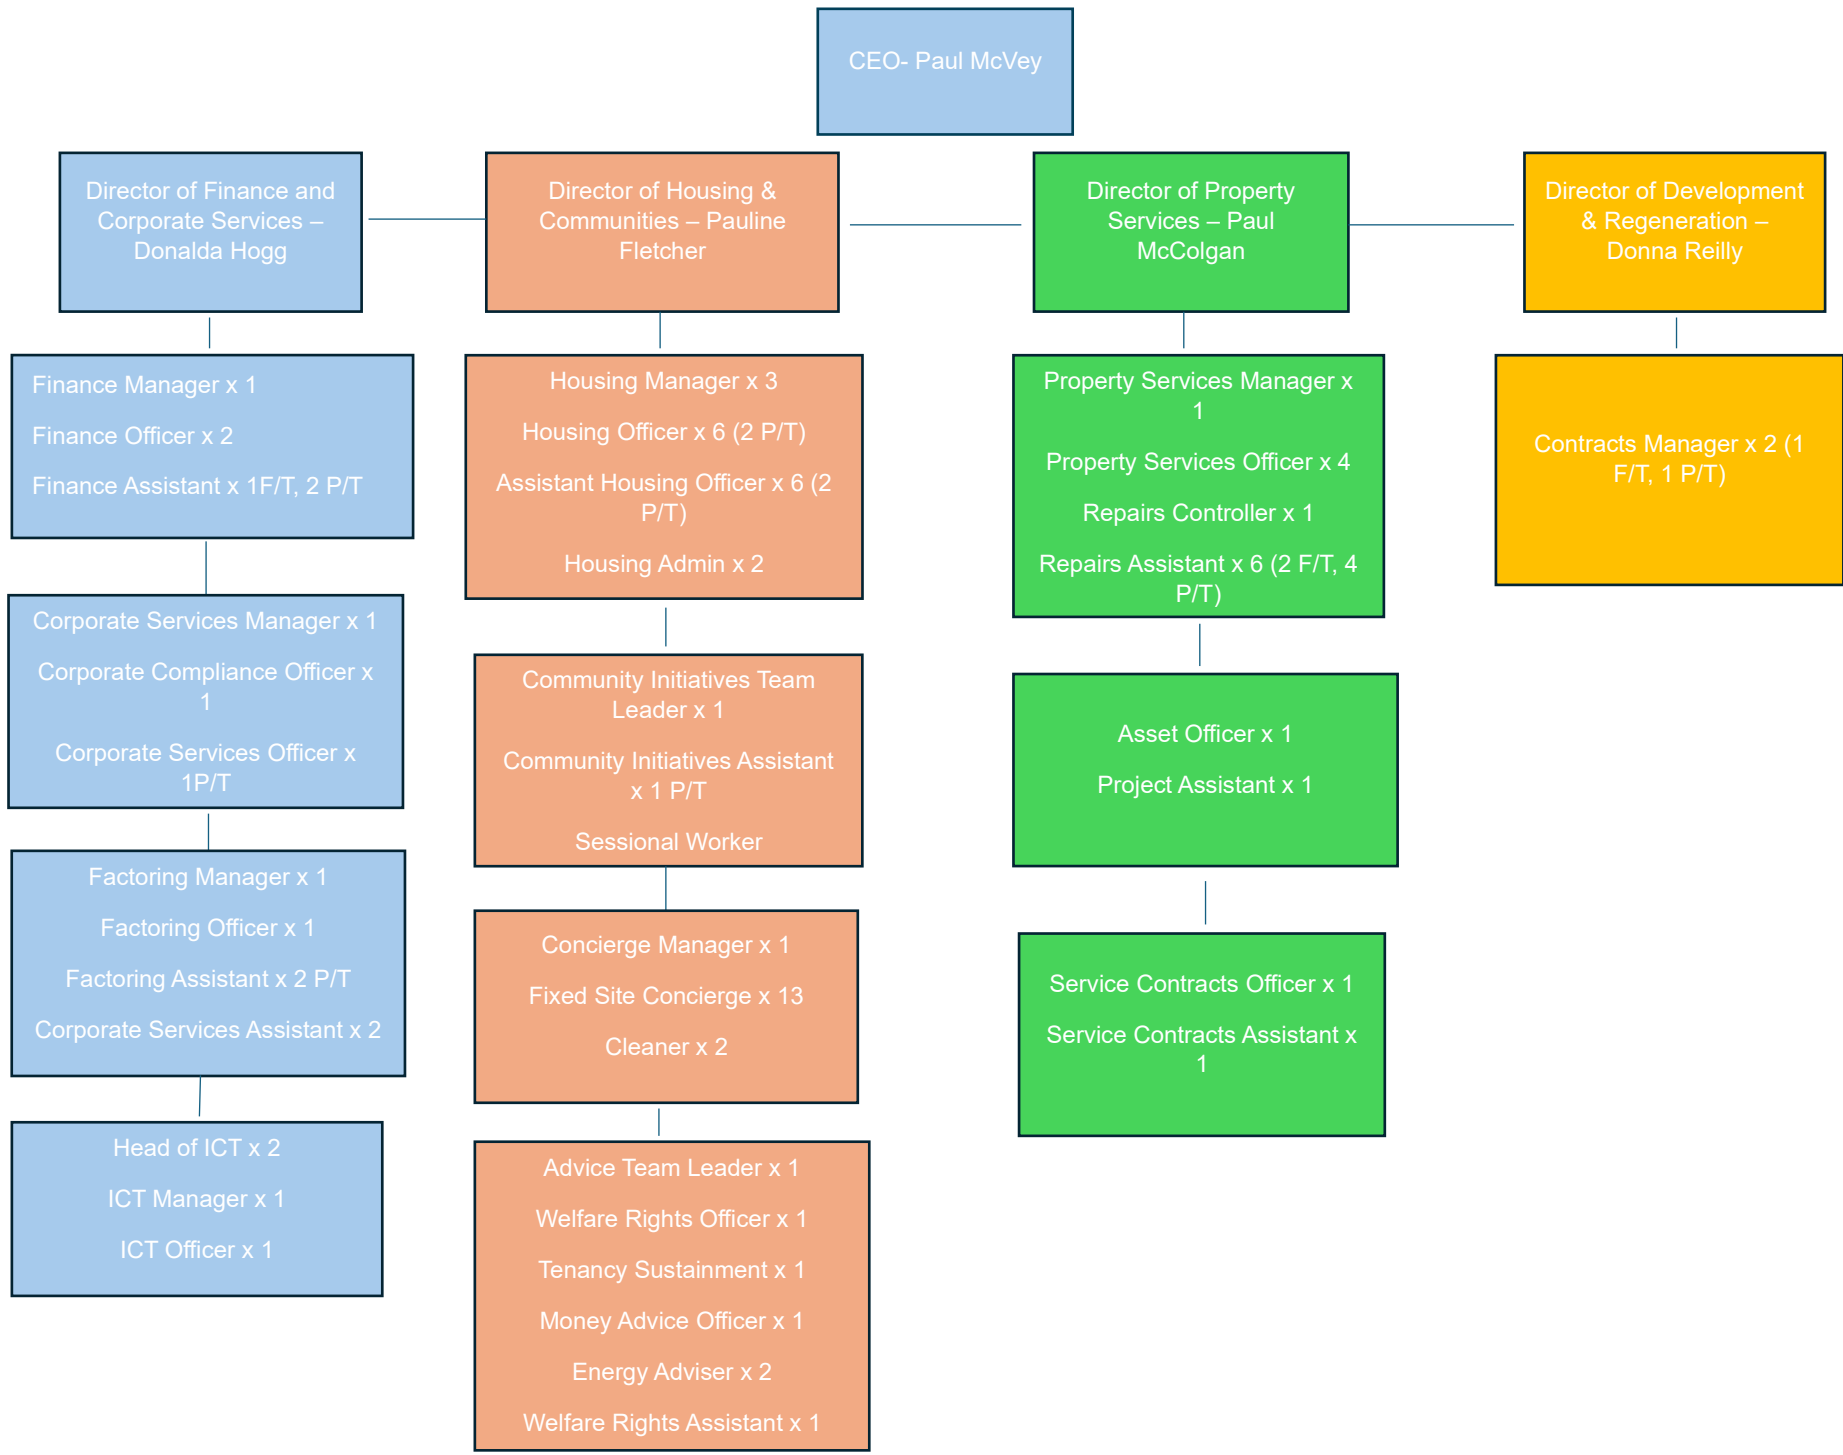 CEO- Paul McVey
Director of Finance and
Corporate Services –
Donalda Hogg
Director of Housing &
Communities – Pauline
Fletcher
Director of Property
Services – Paul
McColgan
Director of Development
& Regeneration –
Donna Reilly
Finance Manager x 1
Finance Officer x 2
Finance Assistant x 1F/T, 2 P/T
Corporate Services Manager x 1
Corporate Compliance Officer x
1
Corporate Services Officer x
1P/T
Factoring Manager x 1
Factoring Officer x 1
Factoring Assistant x 2 P/T
Corporate Services Assistant x 2
Head of ICT x 2
ICT Manager x 1
ICT Officer x 1
Housing Manager x 3
Housing Officer x 6 (2 P/T)
Assistant Housing Officer x 6 (2
P/T)
Housing Admin x 2
Community Initiatives Team
Leader x 1
Community Initiatives Assistant
x 1 P/T
Sessional Worker
Concierge Manager x 1
Fixed Site Concierge x 13
Cleaner x 2
Advice Team Leader x 1
Welfare Rights Officer x 1
Tenancy Sustainment x 1
Money Advice Officer x 1
Energy Adviser x 2
Welfare Rights Assistant x 1
Property Services Manager x
1
Property Services Officer x 4
Repairs Controller x 1
Repairs Assistant x 6 (2 F/T, 4
P/T)
Asset Officer x 1
Project Assistant x 1
Service Contracts Officer x 1
Service Contracts Assistant x
1
Contracts Manager x 2 (1
F/T, 1 P/T)